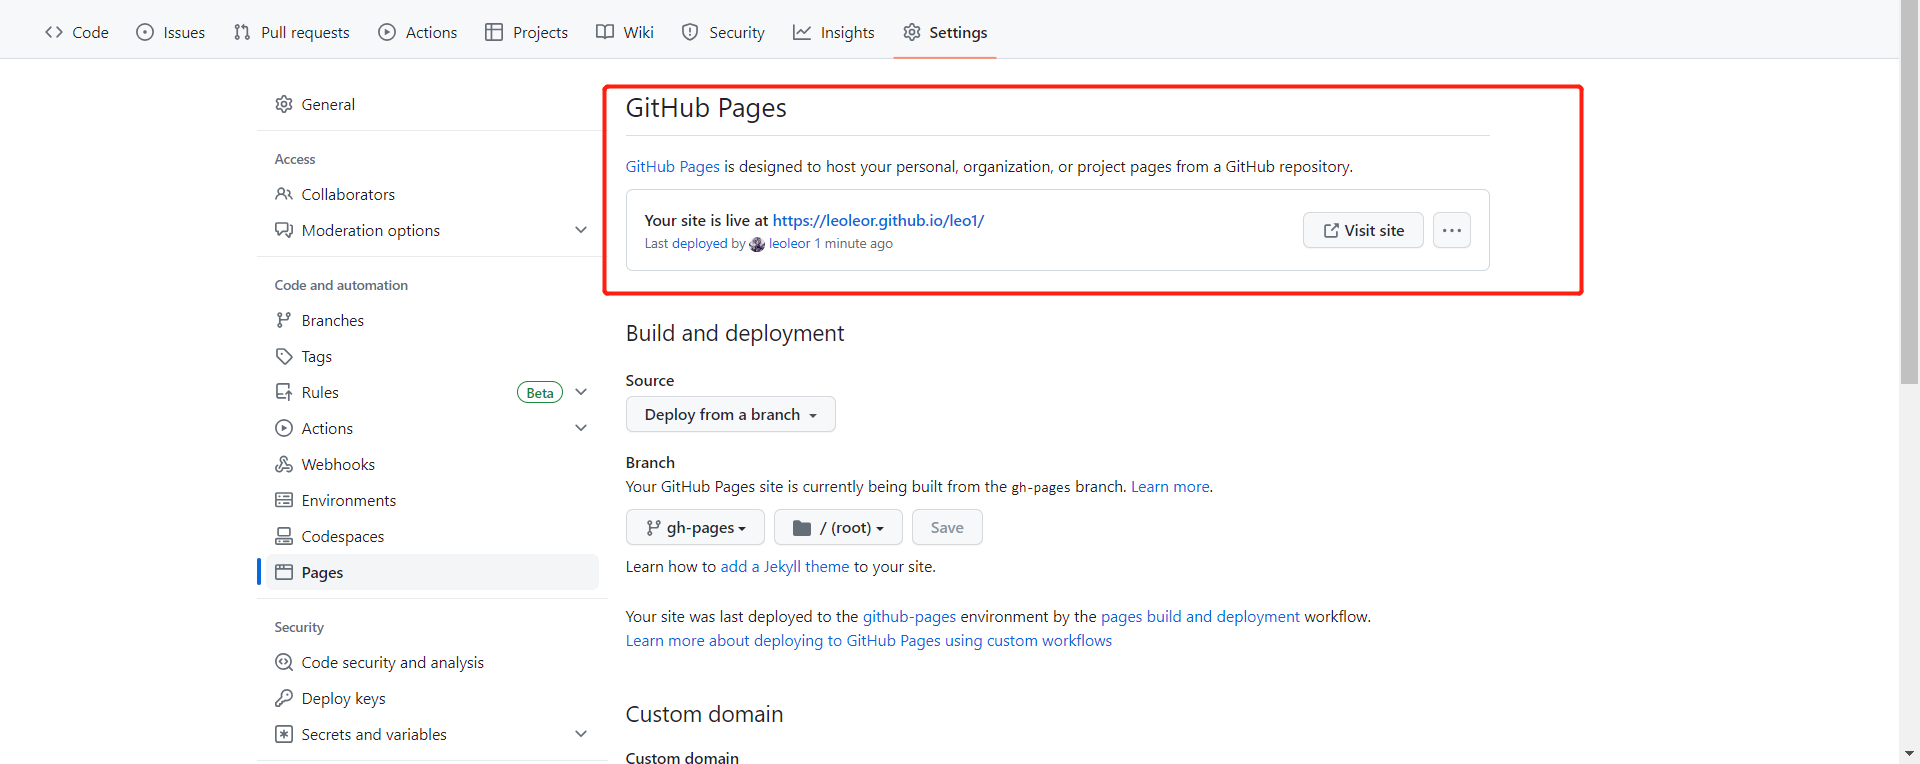 Code Issues Pull requests Actions Projects Wiki Security Insights Settings
General
Access
Collaborators
Moderation options
Code and automation
Branches
Tags
Rules Beta
Actions
Webhooks
Environments
Codespaces
Pages
Security
Code security and analysis
Deploy keys
Secrets and variables
GitHub Pages
GitHub Pages is designed to host your personal, organization, or project pages from a GitHub repository.
Your site is live at https://leoleor.github.io/leo1/
Last deployed by leoleor 1 minute ago
Visit site
Build and deployment
Source
Deploy from a branch
Branch
Your GitHub Pages site is currently being built from the gh-pages branch. Learn more.
gh-pages / (root) Save
Learn how to add a Jekyll theme to your site.
Your site was last deployed to the github-pages environment by the pages build and deployment workflow.
Learn more about deploying to GitHub Pages using custom workflows
Custom domain
Custom domain